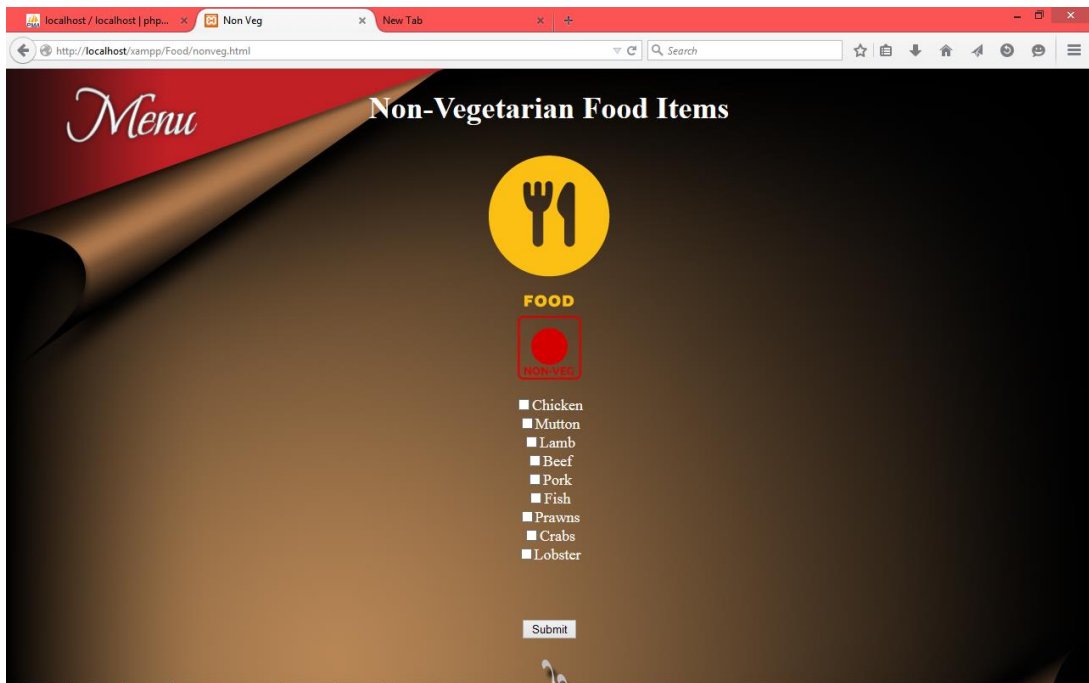 localhost / localhost | php...
Non Veg
New Tab
http://localhost/xampp/Food/nonveg.html
Search
Menu
Non-Vegetarian Food Items
FOOD
NON-VEG
Chicken
Mutton
Lamb
Beef
Pork
Fish
Prawns
Crabs
Lobster
Submit